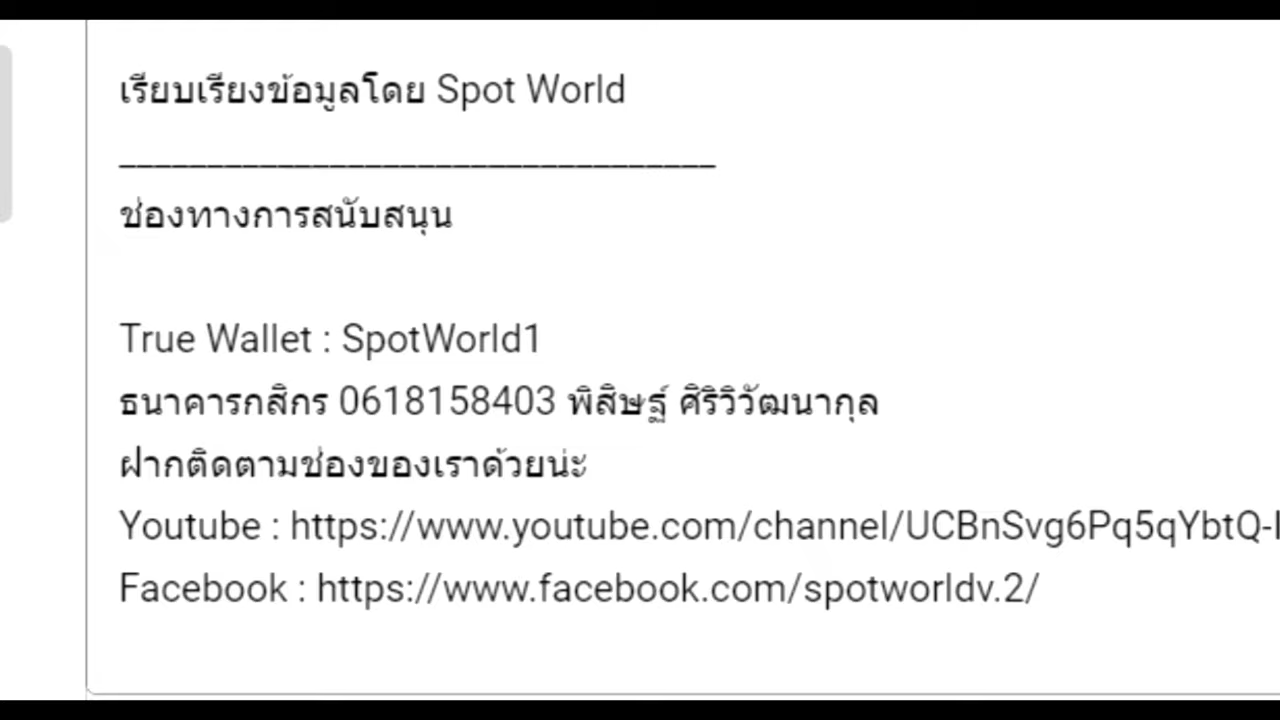 เรียบเรียงข้อมูลโดย Spot World
__________________________________
ช่องทางการสนับสนุน
True Wallet : SpotWorld1
ธนาคารกสิกร 0618158403 พิสิษฐ์ ศิริวิวัฒนากุล
ฝากติดตามช่องของเราด้วยน่ะ
Youtube : https://www.youtube.com/channel/UCBnSvg6Pq5qYbtQ-
Facebook : https://www.facebook.com/spotworldv.2/